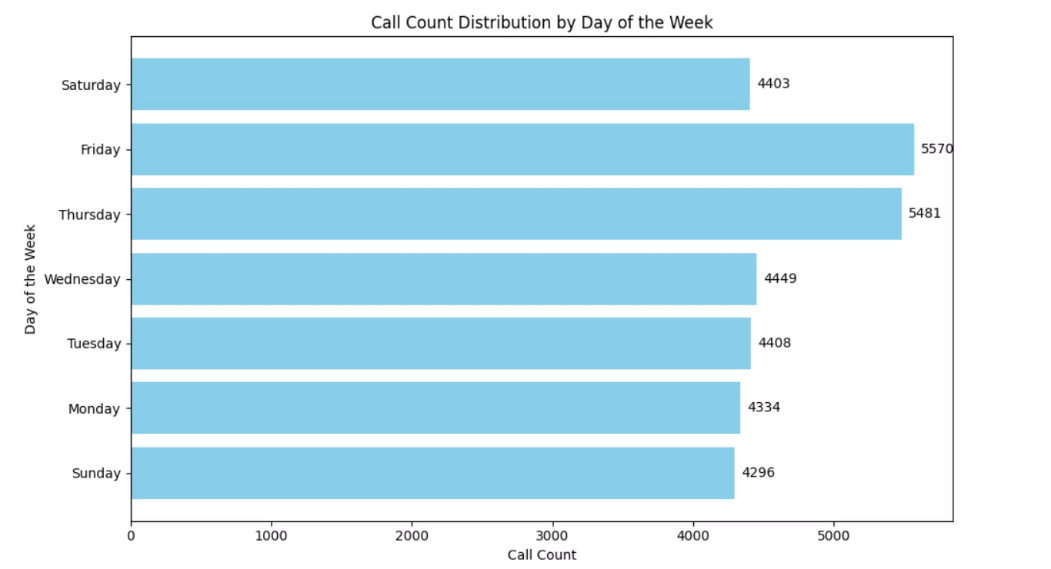 Call Count Distribution by Day of the Week
Saturday
4403
Friday
5570
Thursday
5481
Wednesday
4449
Tuesday
4408
Monday
4334
Sunday
4296
0 1000 2000 3000 4000 5000
Call Count
Day of the Week